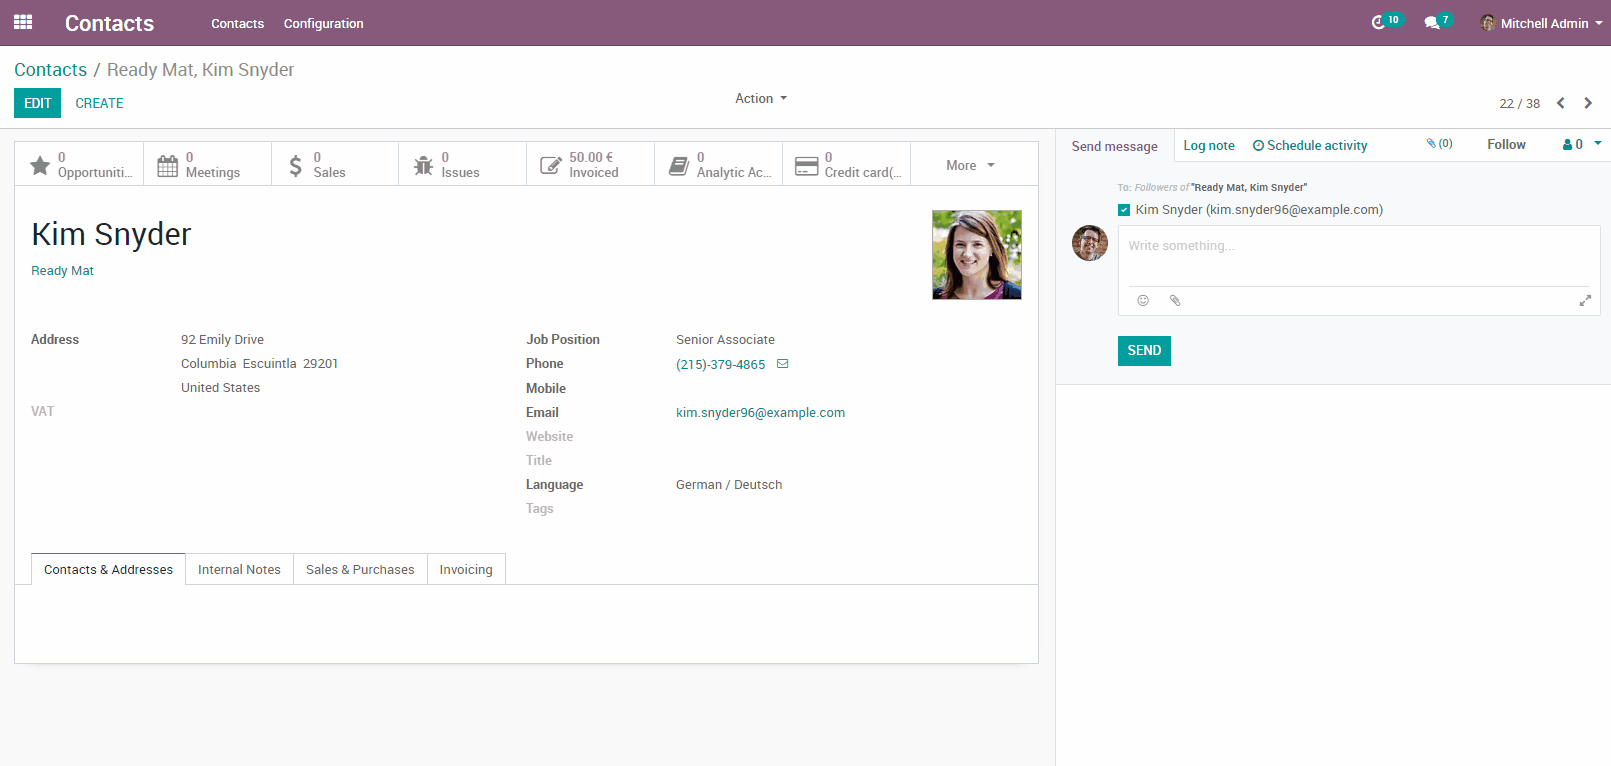 Contacts Contacts Configuration 10 7 Mitchell Admin
Contacts / Ready Mat, Kim Snyder
EDIT CREATE Action 22 / 38
0 Opportuniti...
0 Meetings
0 Sales
0 Issues
50.00 € Invoiced
0 Analytic Ac...
0 Credit card(...
More
Kim Snyder
Ready Mat
Address 92 Emily Drive
Columbia Escuintla 29201
United States
VAT
Job Position Senior Associate
Phone (215)-379-4865
Mobile
Email kim.snyder96@example.com
Website
Title
Language German / Deutsch
Tags
Contacts & Addresses Internal Notes Sales & Purchases Invoicing
Send message Log note Schedule activity (0) Follow 0
To: Followers of "Ready Mat, Kim Snyder"
Kim Snyder (kim.snyder96@example.com)
Write something...
SEND